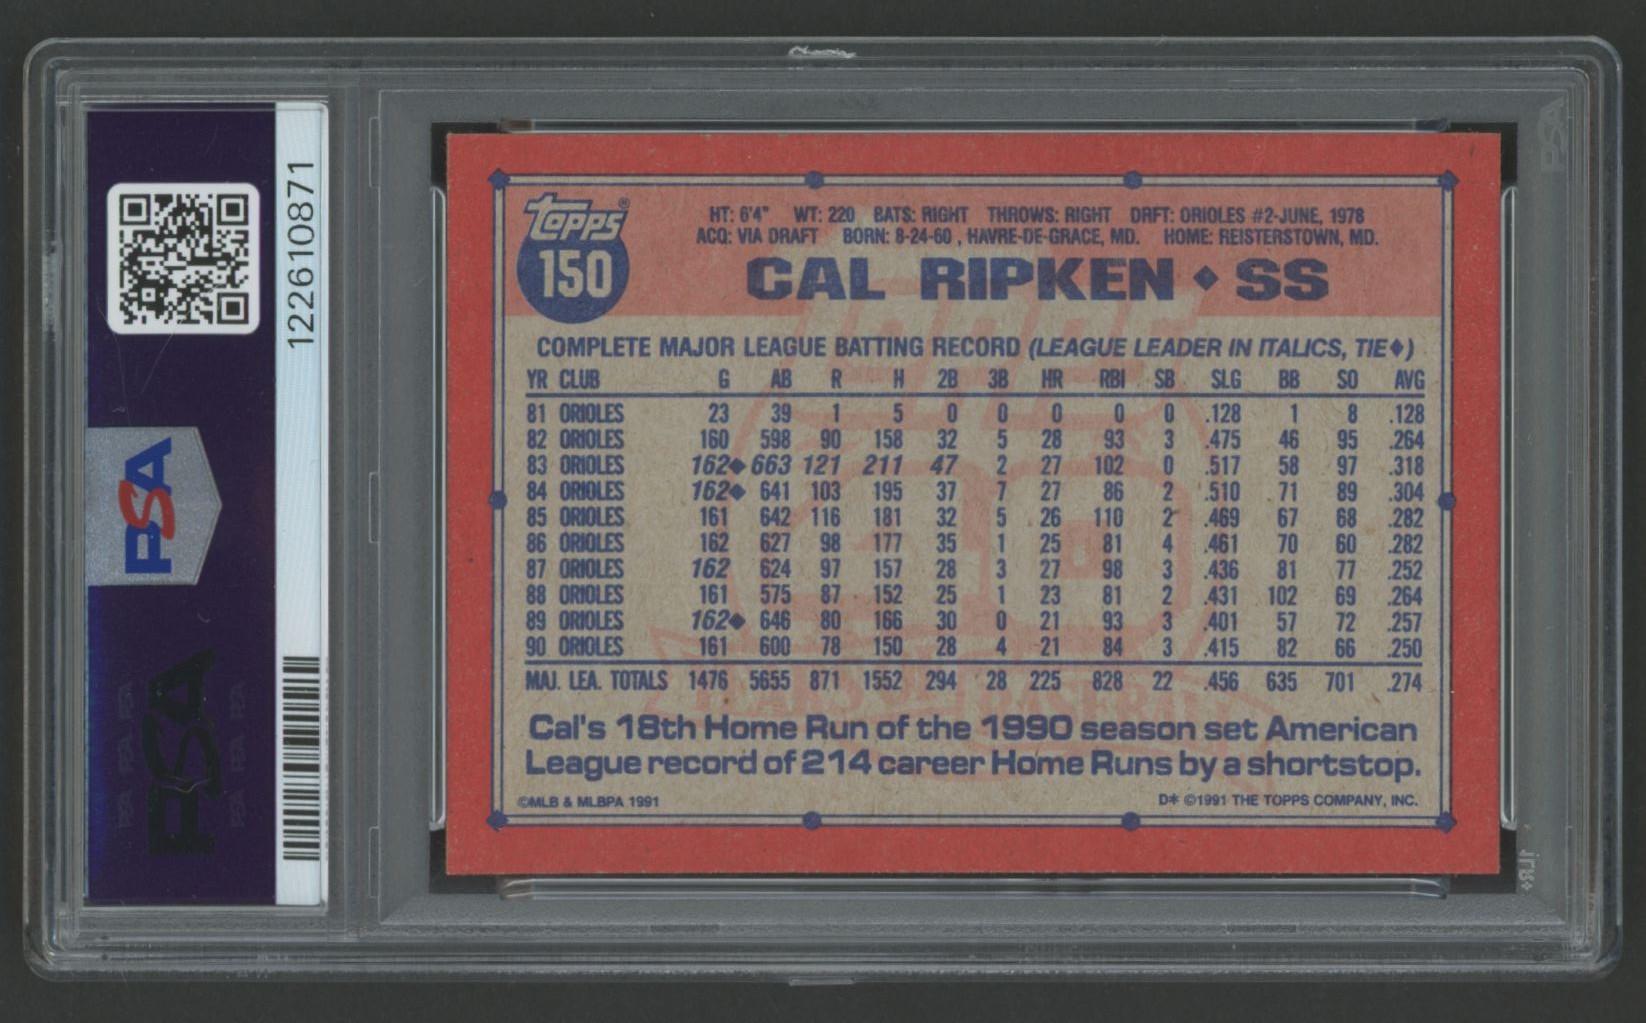 122610871
PSA
PSA
Topps®
150
HT: 6'4" WT: 220 BATS: RIGHT THROWS: RIGHT DRFT: ORIOLES #2-JUNE, 1978
ACQ: VIA DRAFT BORN: 8-24-60 , HAVRE-DE-GRACE, MD. HOME: REISTERSTOWN, MD.
CAL RIPKEN ♦ SS
COMPLETE MAJOR LEAGUE BATTING RECORD (LEAGUE LEADER IN ITALICS, TIE♦)
YR CLUB G AB R H 2B 3B HR RBI SB SLG BB SO AVG
81 ORIOLES 23 39 1 5 0 0 0 0 0 .128 1 8 .128
82 ORIOLES 160 598 90 158 32 5 28 93 3 .475 46 95 .264
83 ORIOLES 162♦ 663 121 211 47 2 27 102 0 .517 58 97 .318
84 ORIOLES 162♦ 641 103 195 37 7 27 86 2 .510 71 89 .304
85 ORIOLES 161 642 116 181 32 5 26 110 2 .469 67 68 .282
86 ORIOLES 162 627 98 177 35 1 25 81 4 .461 70 60 .282
87 ORIOLES 162 624 97 157 28 3 27 98 3 .436 81 77 .252
88 ORIOLES 161 575 87 152 25 1 23 81 2 .431 102 69 .264
89 ORIOLES 162♦ 646 80 166 30 0 21 93 3 .401 57 72 .257
90 ORIOLES 161 600 78 150 28 4 21 84 3 .415 82 66 .250
MAJ. LEA. TOTALS 1476 5655 871 1552 294 28 225 828 22 .456 635 701 .274
Cal's 18th Home Run of the 1990 season set American
League record of 214 career Home Runs by a shortstop.
©MLB & MLBPA 1991 D* ©1991 THE TOPPS COMPANY, INC.